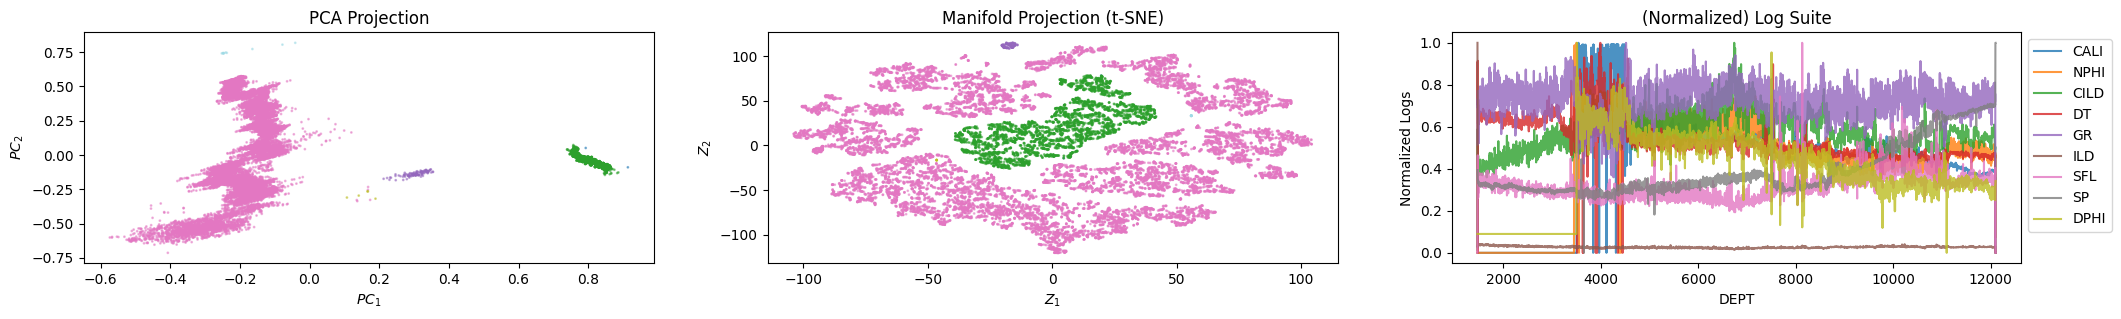 PCA Projection
0.75
0.50
0.25
0.00
−0.25
−0.50
−0.75
PC₂
−0.6
−0.4
−0.2
0.0
0.2
0.4
0.6
0.8
PC₁
Manifold Projection (t-SNE)
100
50
0
−50
−100
Z₂
−100
−50
0
50
100
Z₁
(Normalized) Log Suite
1.0
0.8
0.6
0.4
0.2
0.0
Normalized Logs
2000
4000
6000
8000
10000
12000
DEPT
CALI
NPHI
CILD
DT
GR
ILD
SFL
SP
DPHI